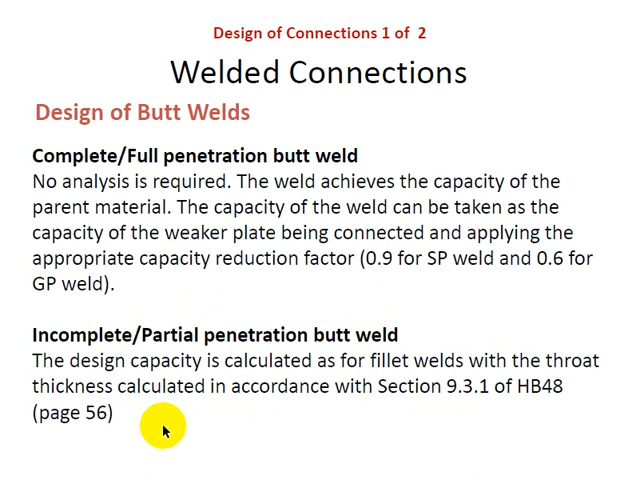 Design of Connections 1 of 2
Welded Connections
Design of Butt Welds
Complete/Full penetration butt weld
No analysis is required. The weld achieves the capacity of the
parent material. The capacity of the weld can be taken as the
capacity of the weaker plate being connected and applying the
appropriate capacity reduction factor (0.9 for SP weld and 0.6 for
GP weld).
Incomplete/Partial penetration butt weld
The design capacity is calculated as for fillet welds with the throat
thickness calculated in accordance with Section 9.3.1 of HB48
(page 56)